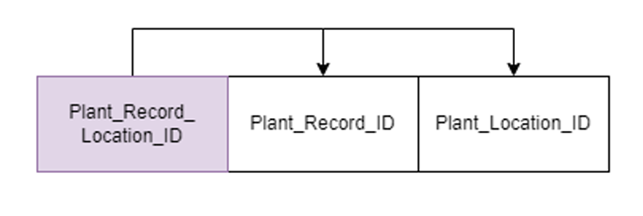 Plant_Record_
Location_ID
Plant_Record_ID
Plant_Location_ID